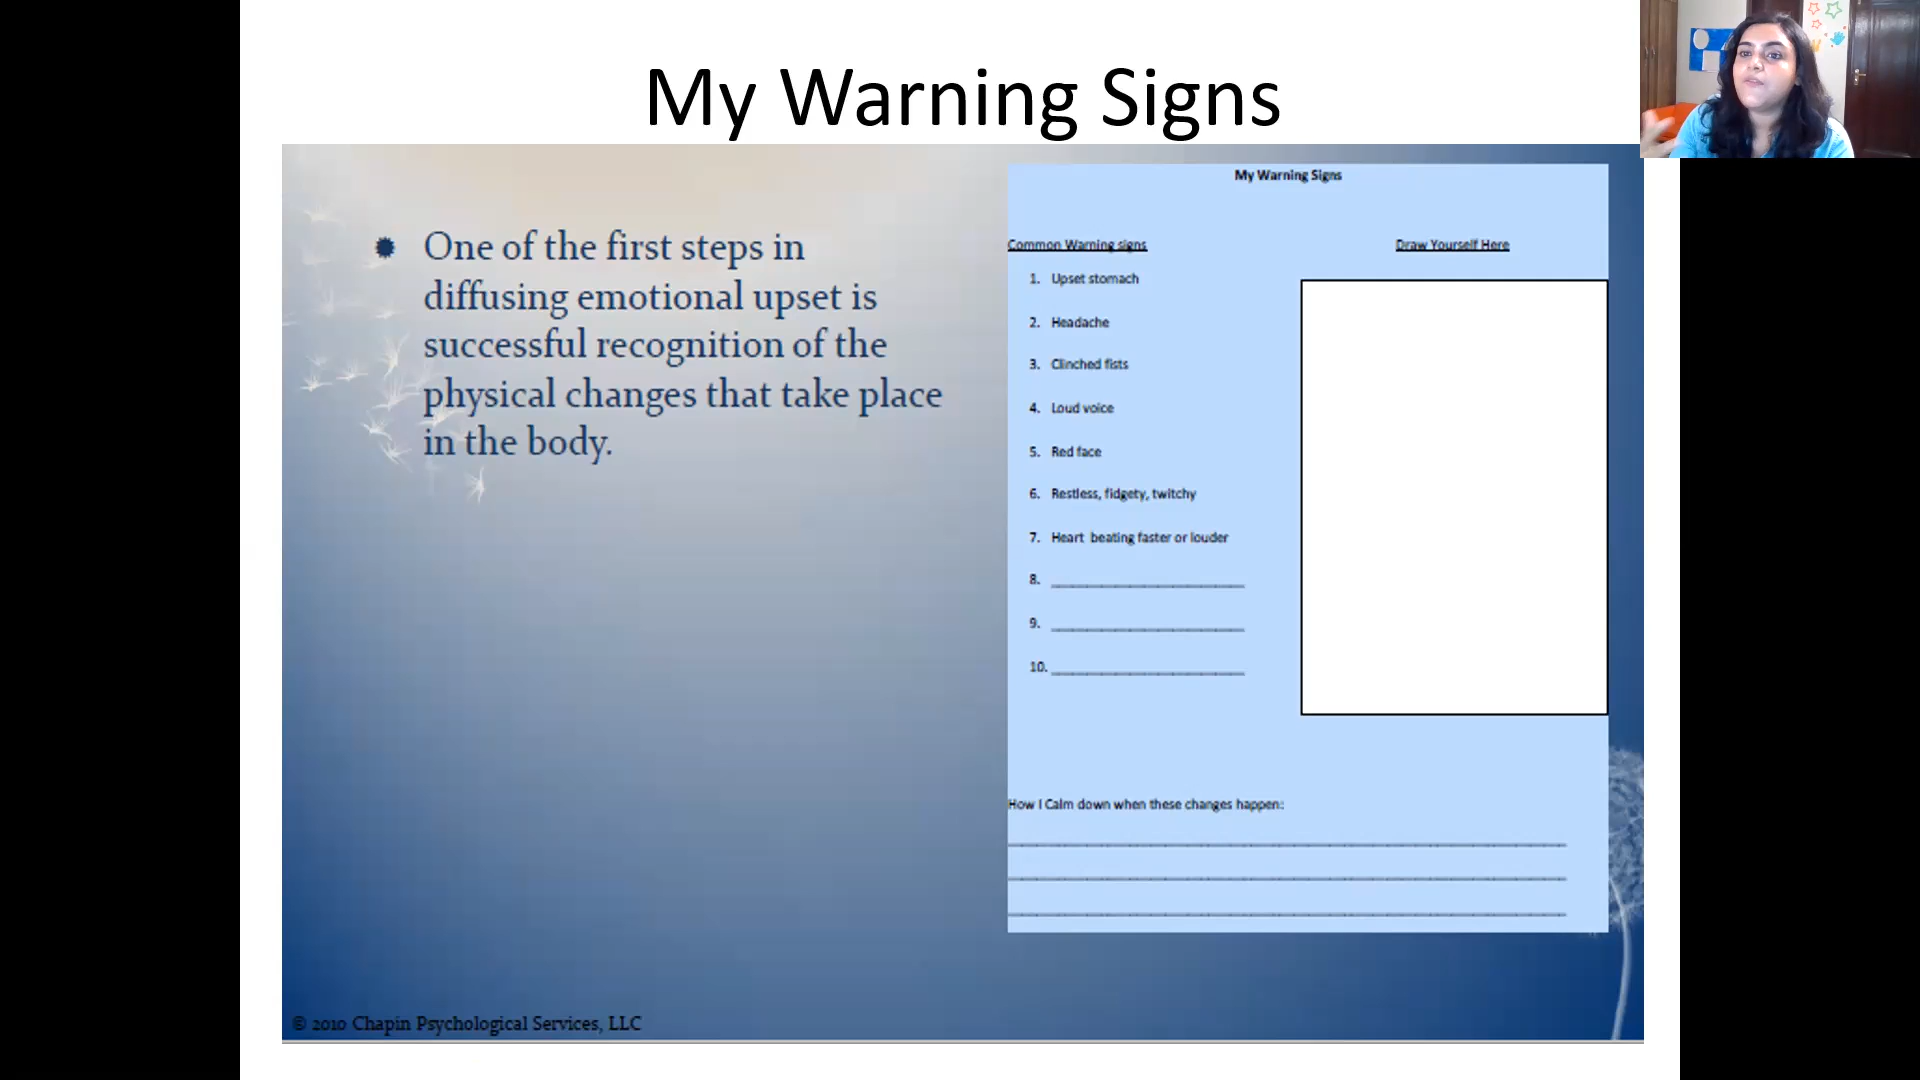 My Warning Signs
One of the first steps in
diffusing emotional upset is
successful recognition of the
physical changes that take place
in the body.
My Warning Signs
Common Warning signs
Draw Yourself Here
1. Upset stomach
2. Headache
3. Clinched fists
4. Loud voice
5. Red face
6. Restless, fidgety, twitchy
7. Heart beating faster or louder
8. ____________________
9. ____________________
10. ____________________
How I Calm down when these changes happen:
© 2010 Chapin Psychological Services, LLC